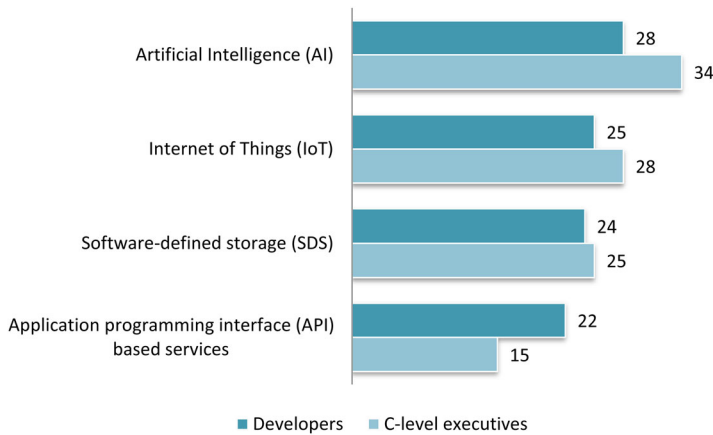 Artificial Intelligence (AI)
28
34
Internet of Things (IoT)
25
28
Software-defined storage (SDS)
24
25
Application programming interface (API)
based services
22
15
Developers
C-level executives